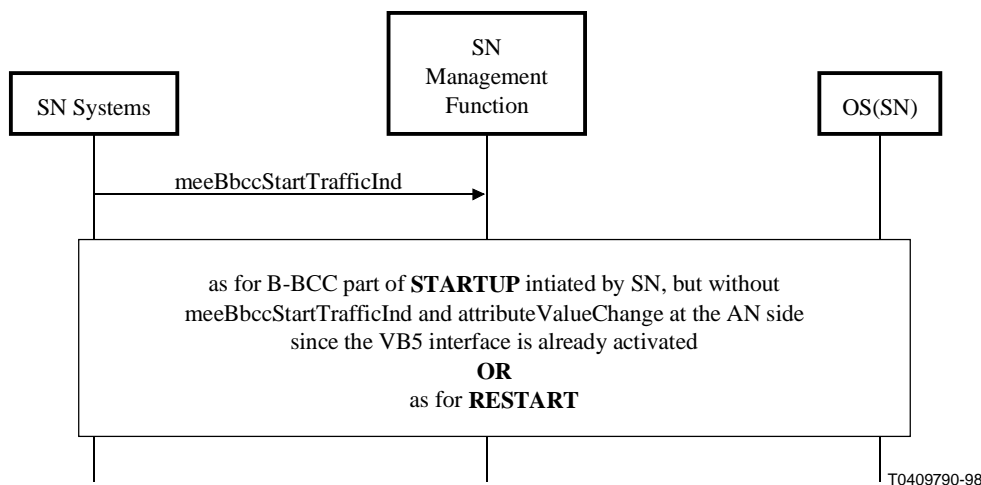 SN
Management
Function
SN Systems
OS(SN)
meeBbccStartTrafficInd
as for B-BCC part of STARTUP intiated by SN, but without
meeBbccStartTrafficInd and attributeValueChange at the AN side
since the VB5 interface is already activated
OR
as for RESTART
T0409790-98